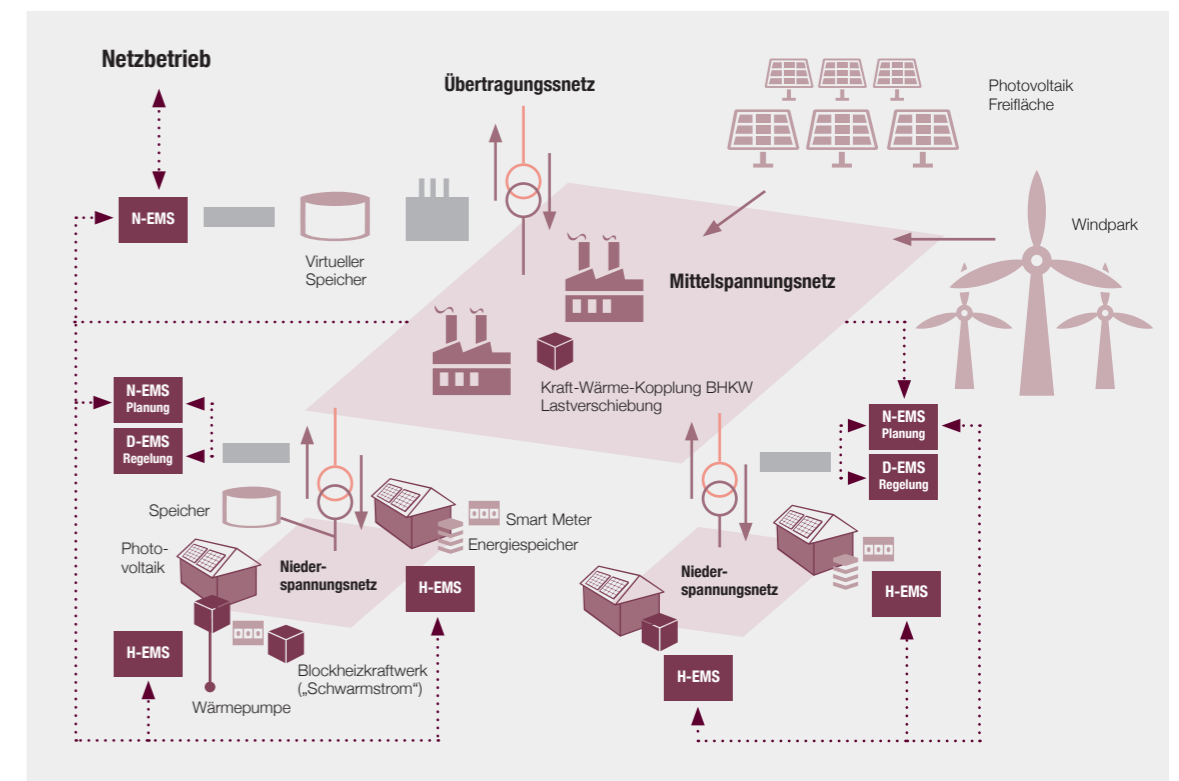 Netzbetrieb
Übertragungssnetz
Photovoltaik
Freifläche
N-EMS
Virtueller
Speicher
Windpark
Mittelspannungsnetz
Kraft-Wärme-Kopplung BHKW
Lastverschiebung
N-EMS
Planung
D-EMS
Regelung
N-EMS
Planung
D-EMS
Regelung
Speicher
Smart Meter
Energiespeicher
Photo-
voltaik
Nieder-
spannungsnetz
H-EMS
Nieder-
spannungsnetz
H-EMS
H-EMS
Blockheizkraftwerk
(„Schwarmstrom“)
Wärmepumpe
H-EMS